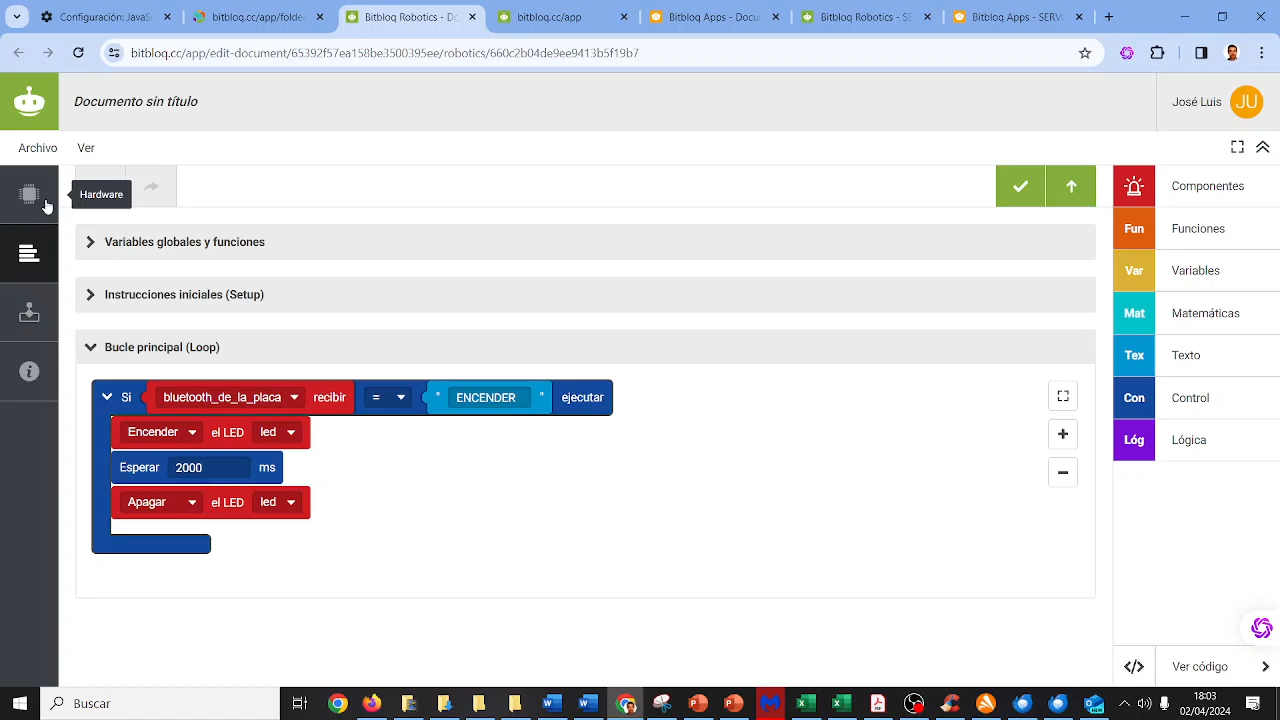 Configuración JavaS
bitbloq.cc/app/folde
Bitbloq Robotics - Do
bitbloq.cc/app
Bitbloq Apps - Docu
Bitbloq Robotics - SE
Bitbloq Apps - SERVO
bitbloq.cc/app/edit-document/65392f57ea158be3500395ee/robotics/660c2b04de9ee9413b5f19b7
Documento sin título
José Luis JU
Archivo Ver
Hardware
Variables globales y funciones
Instrucciones iniciales (Setup)
Bucle principal (Loop)
Si bluetooth_de_la_placa recibir = " ENCENDER " ejecutar
Encender el LED led
Esperar 2000 ms
Apagar el LED led
Componentes
Fun Funciones
Var Variables
Mat Matemáticas
Tex Texto
Con Control
Lóg Lógica
</> Ver código
Buscar
18:03
02/04/2024